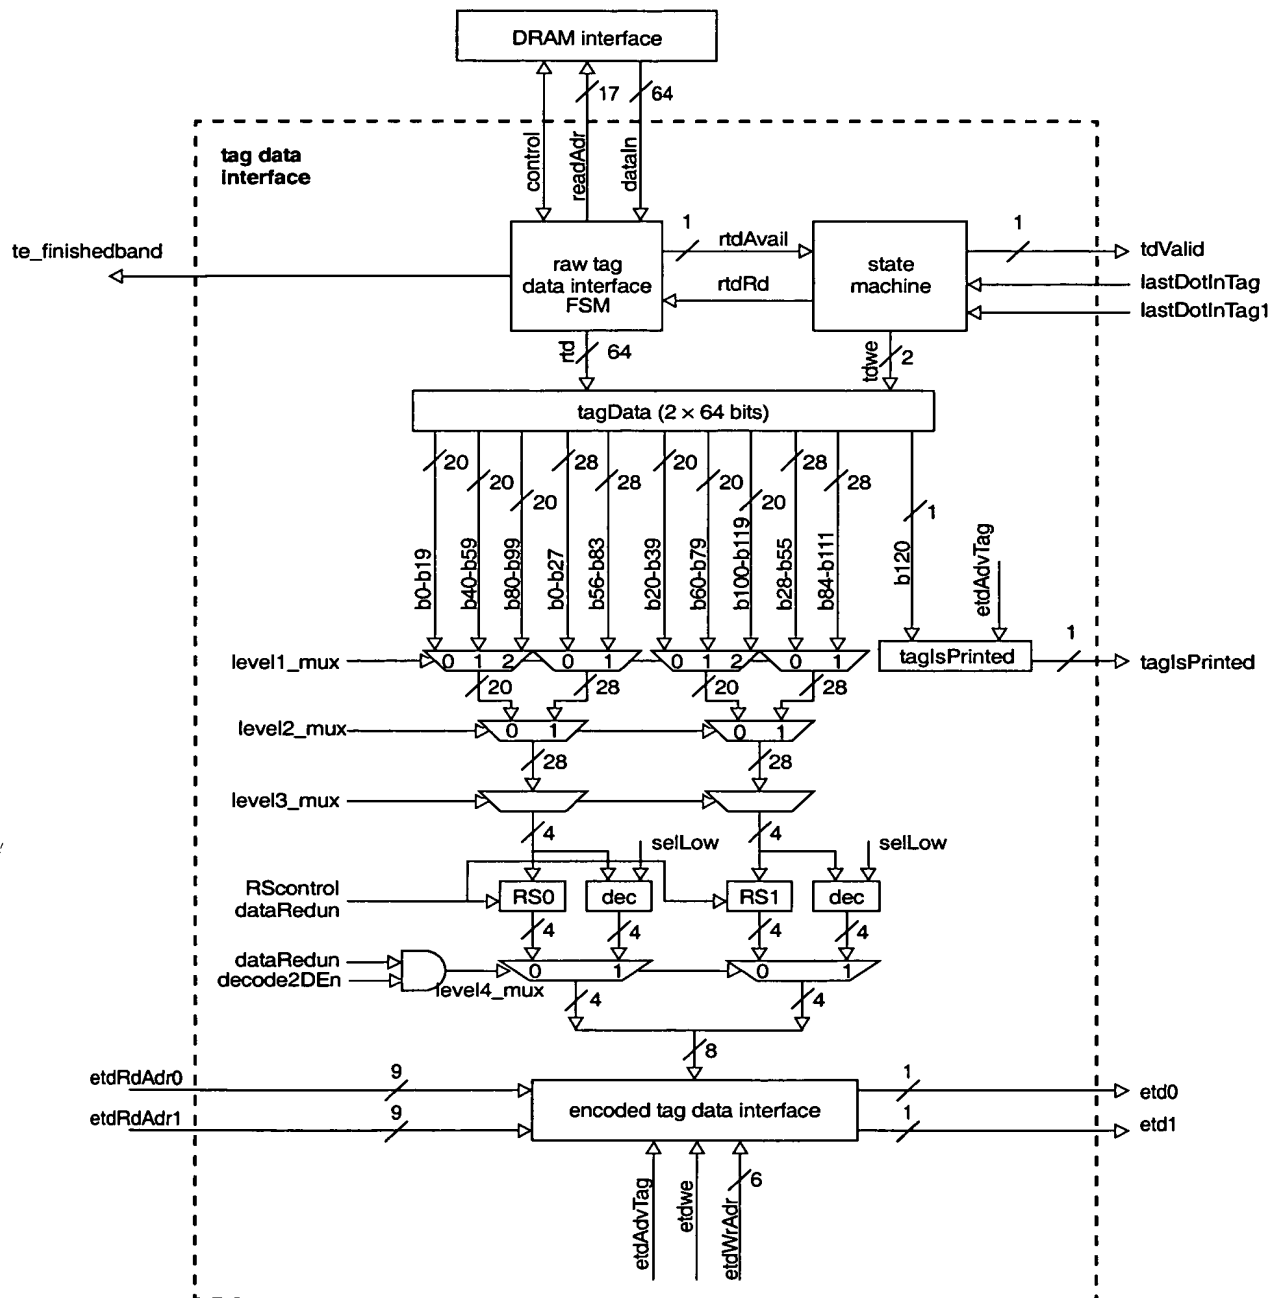 DRAM interface
17
64
tag data
interface
control
readAdr
dataIn
te_finishedband
raw tag
data interface
FSM
1
rtdAvail
rtdRd
state
machine
1
tdValid
lastDotInTag
lastDotInTag1
rtd
64
tdwe
2
tagData (2 × 64 bits)
20
20
20
28
28
20
20
20
28
28
1
b0-b19
b40-b59
b80-b99
b0-b27
b56-b83
b20-b39
b60-b79
b100-b119
b28-b55
b84-b111
b120
etdAdvTag
level1_mux
0 1 2
0 1
0 1 2
0 1
tagIsPrinted
1
tagIsPrinted
20
28
20
28
level2_mux
0 1
0 1
28
28
level3_mux
4
4
selLow
selLow
RScontrol
dataRedun
RS0
dec
RS1
dec
4
4
4
4
dataRedun
decode2DEn
level4_mux
0 1
0 1
4
4
8
etdRdAdr0
9
etdRdAdr1
9
encoded tag data interface
1
etd0
1
etd1
etdAdvTag
etdwe
etdWrAdr
6